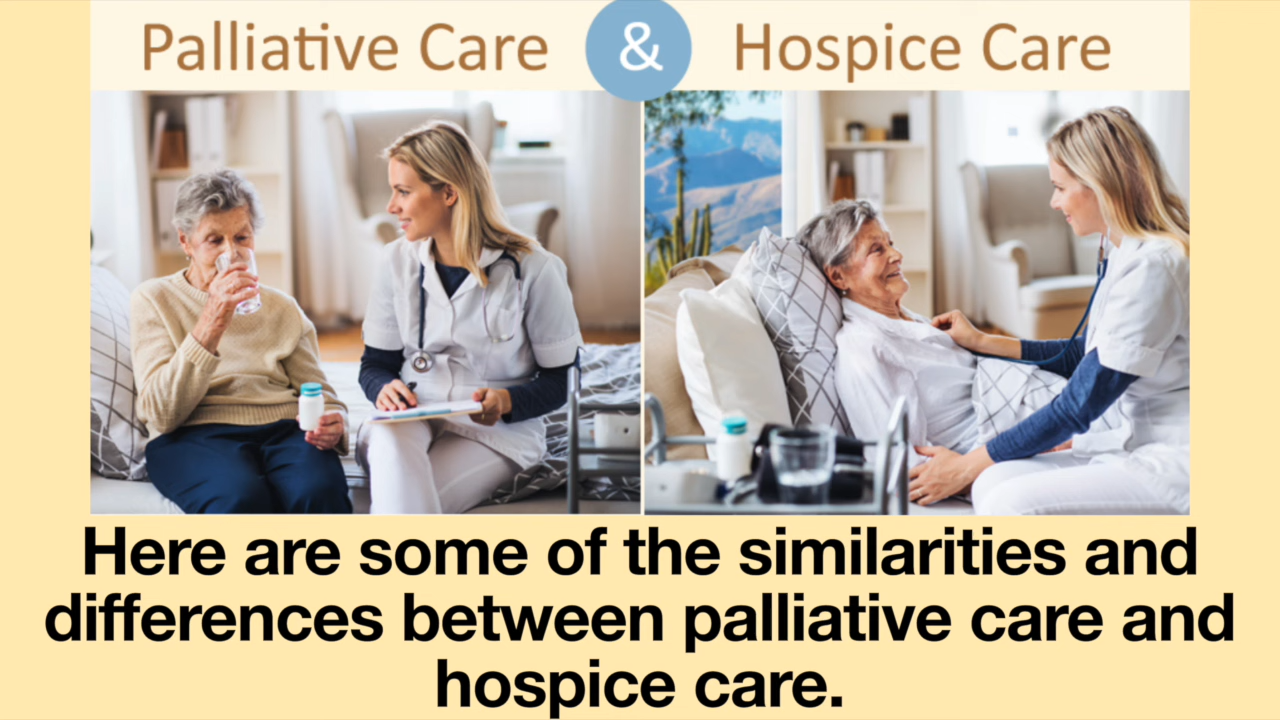 Palliative Care & Hospice Care
Here are some of the similarities and
differences between palliative care and
hospice care.